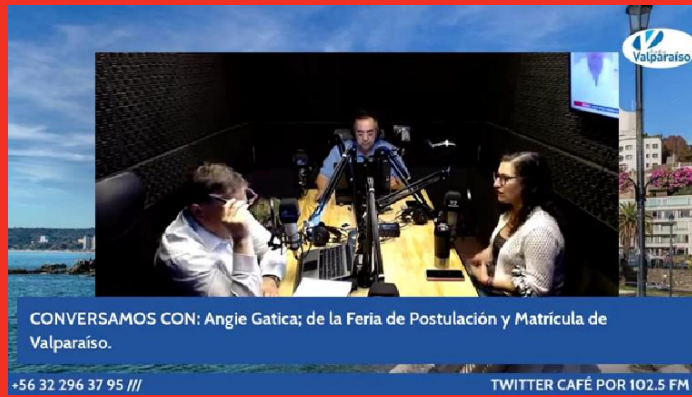 Valparaíso
CONVERSAMOS CON: Angie Gatica; de la Feria de Postulación y Matrícula de
Valparaíso.
+56 32 296 37 95 ///
TWITTER CAFÉ POR 102.5 FM